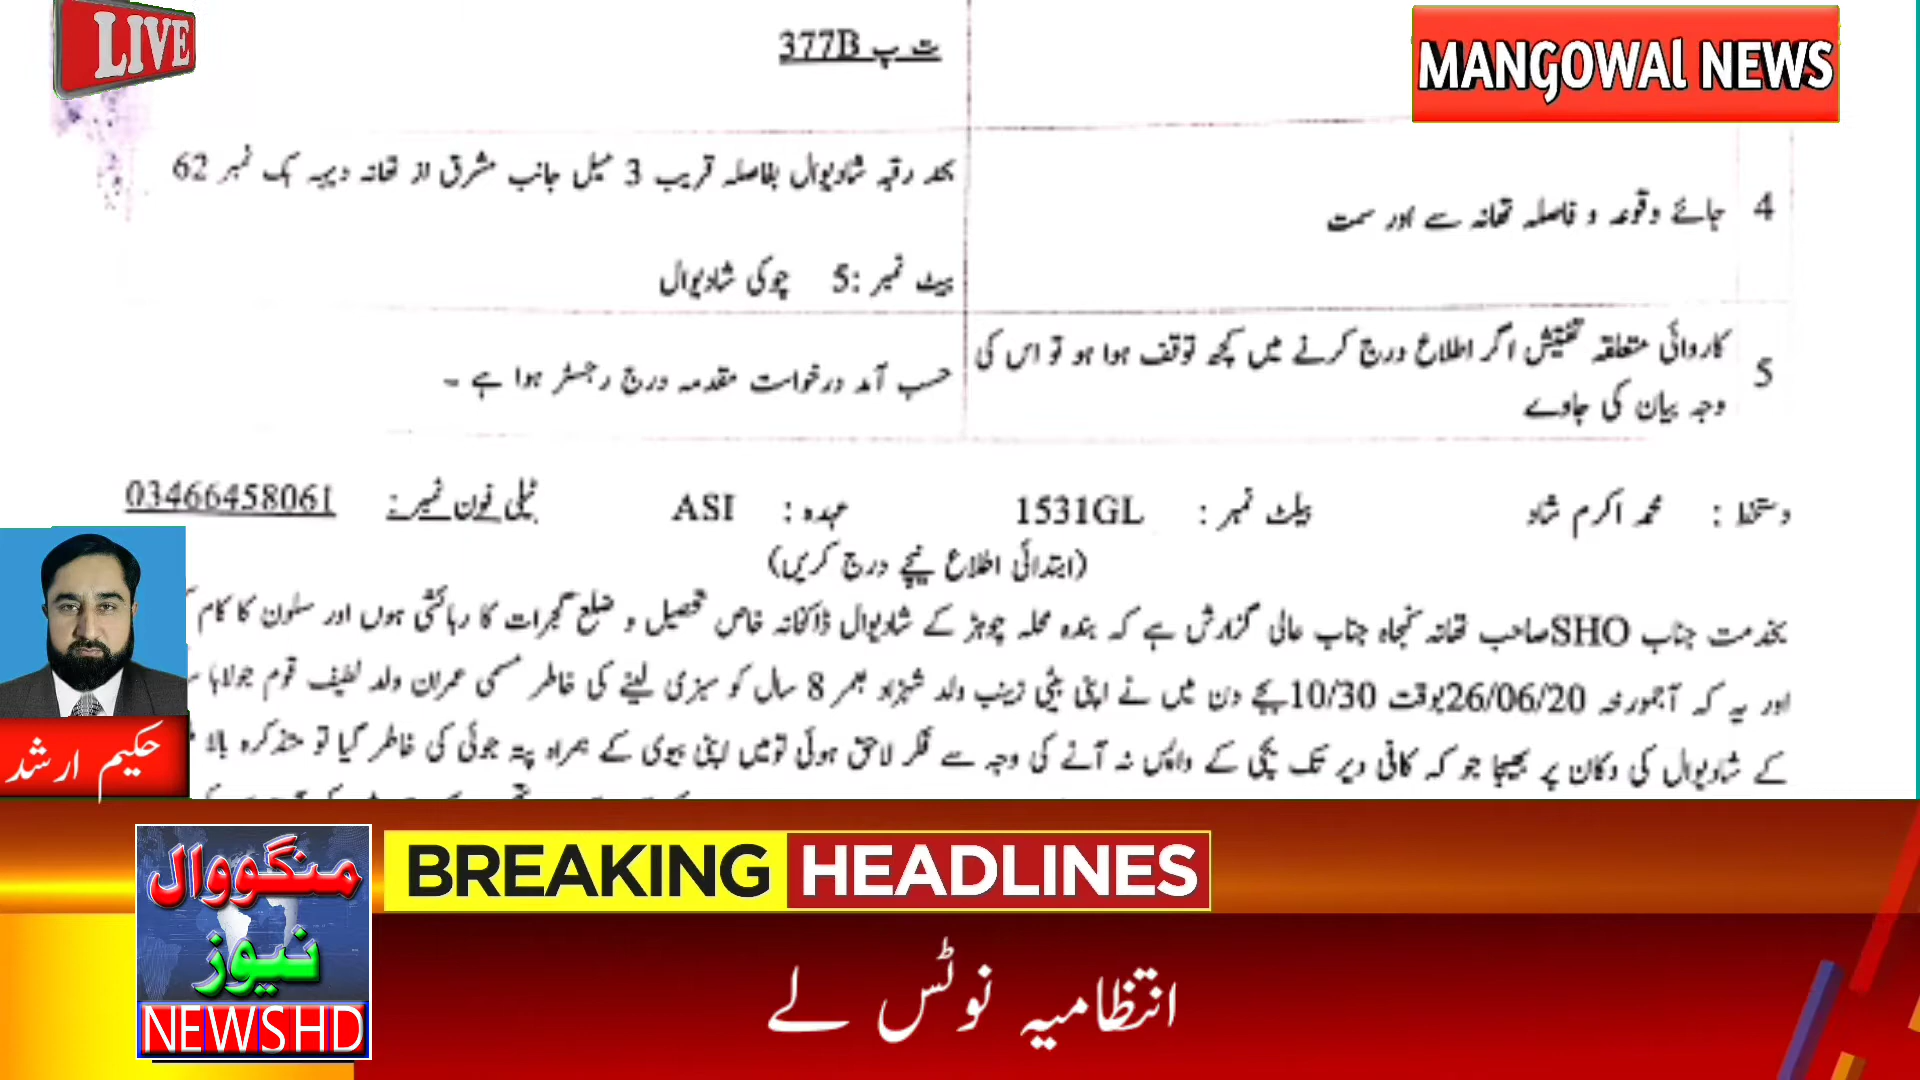 LIVE
MANGOWAl NEWS
ت پ 377B
4 جائے وقوعہ و فاصلہ تھانہ سے اور سمت
بحد رقبہ شادیوال بفاصلہ قریب 3 میل جانب مشرق از تھانہ دیہہ بک نمبر 62
بیٹ نمبر :5 چوکی شادیوال
5 کاروائی متعلقہ تفتیش اگر اطلاع درج کرنے میں کچھ توقف ہوا ہو تو اس کی
وجہ بیان کی جاوے
حسب آمد درخواست مقدمہ درج رجسٹر ہوا ہے ۔
دستخط : محمد اکرم شاد بیلٹ نمبر : 1531GL عہدہ : ASI ٹیلی فون نمبر : 03466458061
(ابتدائی اطلاع نیچے درج کریں)
بخدمت جناب SHOصاحب تھانہ کنجاہ جناب عالی گزارش ہے کہ بندہ محلہ چوہڑ کے شادیوال ڈاکخانہ خاص تحصیل و ضلع گجرات کا رہائشی ہوں اور سلون کا کام
اور یہ کہ آجمورخہ 26/06/20بوقت 10/30بجے دن میں نے اپنی بیٹی زینب ولد شہزاد بعمر 8 سال کو سبزی لینے کی خاطر مسمی عمران ولد لطیف قوم جولاہا
کے شادیوال کی دکان پر بھیجا جو کہ کافی دیر تک بچی کے واپس نہ آنے کی وجہ سے فکر لاحق ہوئی تومیں اپنی بیوی کے ہمراہ پتہ جوئی کی خاطر گیا تو متذکرہ بالا
حکیم ارشد
منگووال
نیوز
NEWSHD
BREAKING HEADLINES
انتظامیہ نوٹس لے